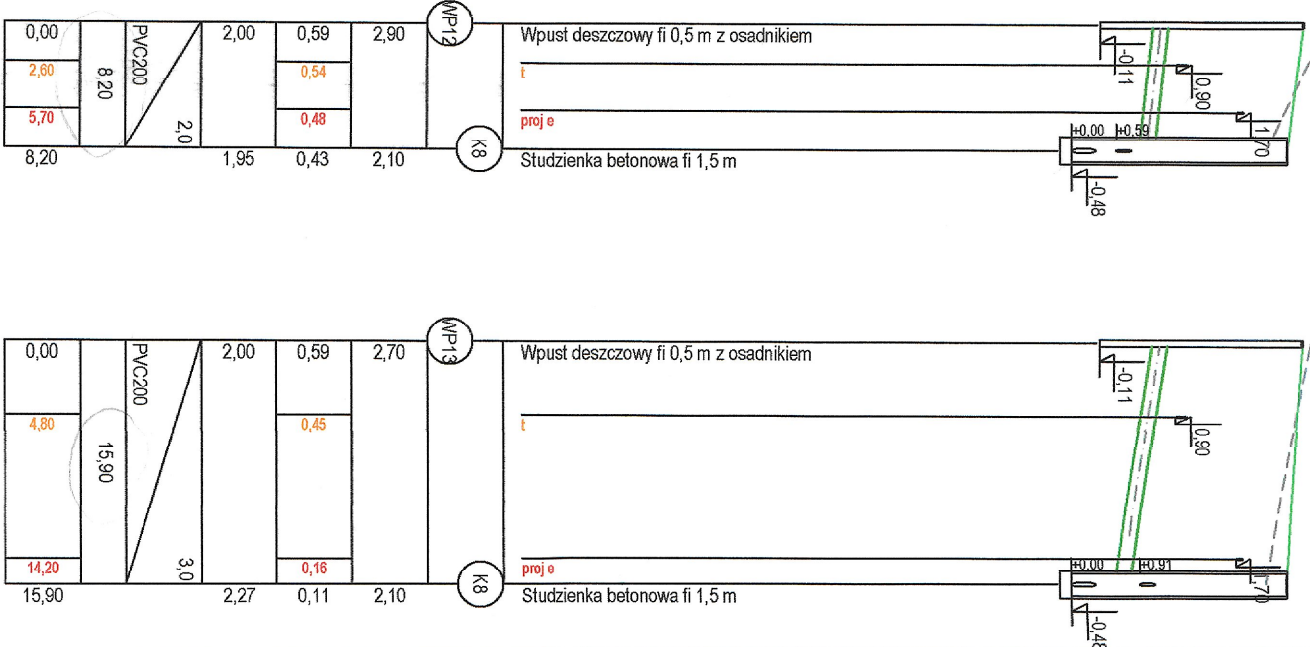 0,00 PVC200 2,00 0,59 2,90 WP12 Wpust deszczowy fi 0,5 m z osadnikiem -0,11
2,60 8,20 0,54 t 0,90
5,70 2,0 0,48 proj e +0,00 +0,59 1,70
8,20 1,95 0,43 2,10 K8 Studzienka betonowa fi 1,5 m -0,48
0,00 PVC200 2,00 0,59 2,70 WP13 Wpust deszczowy fi 0,5 m z osadnikiem -0,11
4,80 15,90 0,45 t 0,90
14,20 3,0 0,16 proj e +0,00 +0,91 1,70
15,90 2,27 0,11 2,10 K8 Studzienka betonowa fi 1,5 m -0,48